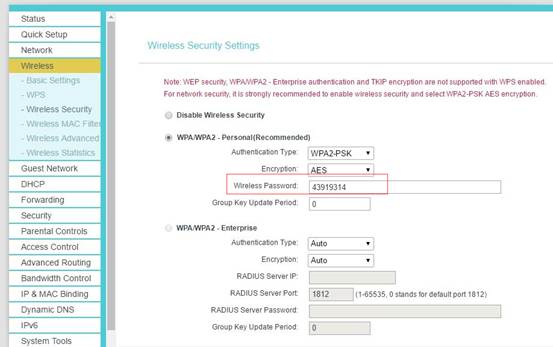 Status
Quick Setup
Network
Wireless
- Basic Settings
- WPS
- Wireless Security
- Wireless MAC Filter
- Wireless Advanced
- Wireless Statistics
Guest Network
DHCP
Forwarding
Security
Parental Controls
Access Control
Advanced Routing
Bandwidth Control
IP & MAC Binding
Dynamic DNS
IPv6
System Tools
Wireless Security Settings
Note: WEP security, WPA/WPA2 - Enterprise authentication and TKIP encryption are not supported with WPS enabled.
For network security, it is strongly recommended to enable wireless security and select WPA2-PSK AES encryption.
Disable Wireless Security
WPA/WPA2 - Personal(Recommended)
Authentication Type: WPA2-PSK
Encryption: AES
Wireless Password: 43919314
Group Key Update Period: 0
WPA/WPA2 - Enterprise
Authentication Type: Auto
Encryption: Auto
RADIUS Server IP:
RADIUS Server Port: 1812 (1-65535, 0 stands for default port 1812)
RADIUS Server Password:
Group Key Update Period: 0